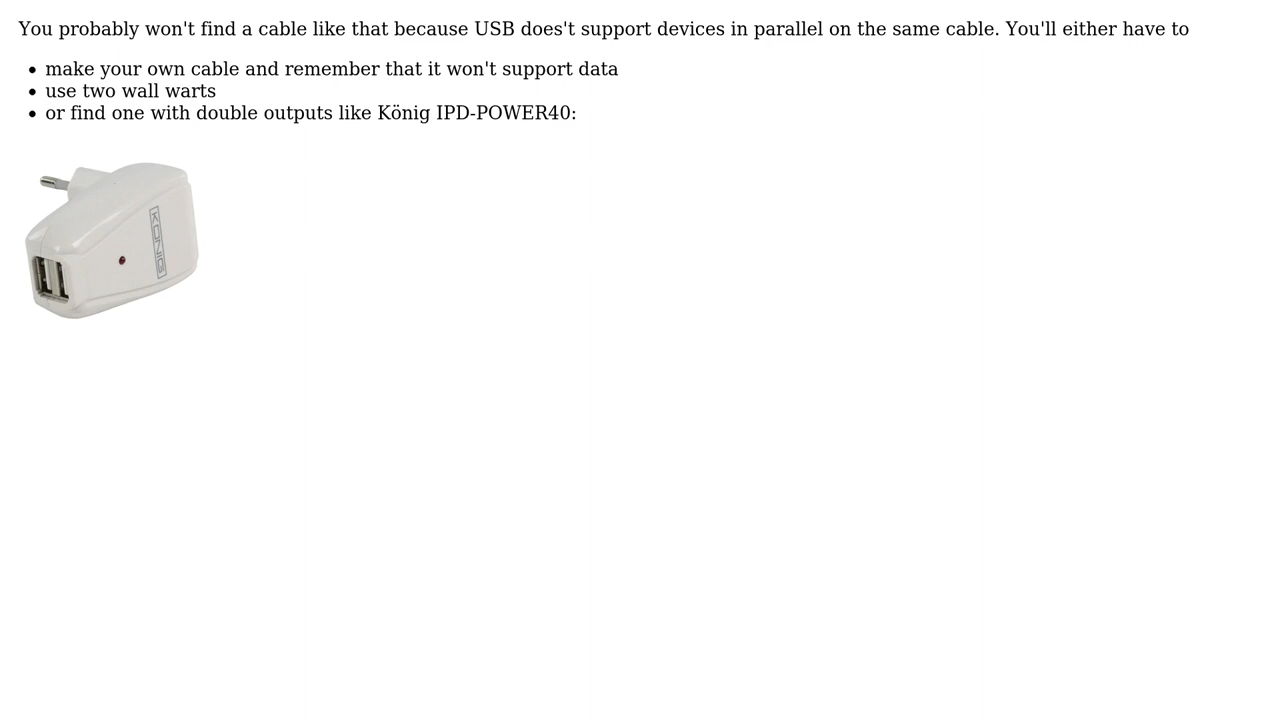 You probably won't find a cable like that because USB does't support devices in parallel on the same cable. You'll either have to
• make your own cable and remember that it won't support data
• use two wall warts
• or find one with double outputs like König IPD-POWER40:
KÖNIG